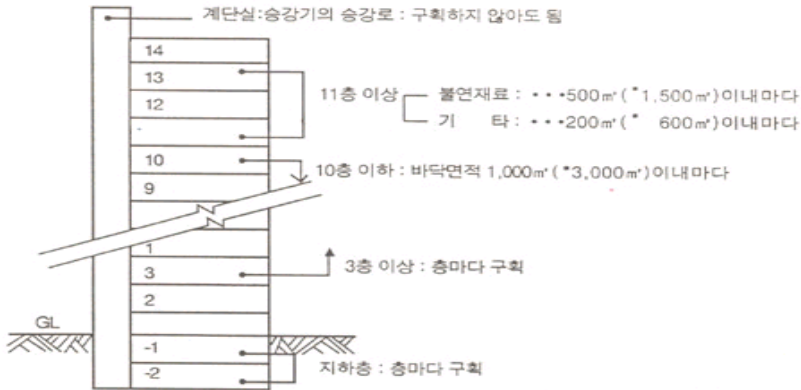 계단실:승강기의 승강로 : 구획하지 않아도 됨
14
13
12
11층 이상
불연재료 : •••500㎡(*1.500㎡)이내마다
기 타 : •••200㎡(* 600㎡)이내마다
10
10층 이하 : 바닥면적 1,000㎡(*3,000㎡)이내마다
9
1
3
3층 이상 : 층마다 구획
2
GL
-1
지하층 : 층마다 구획
-2